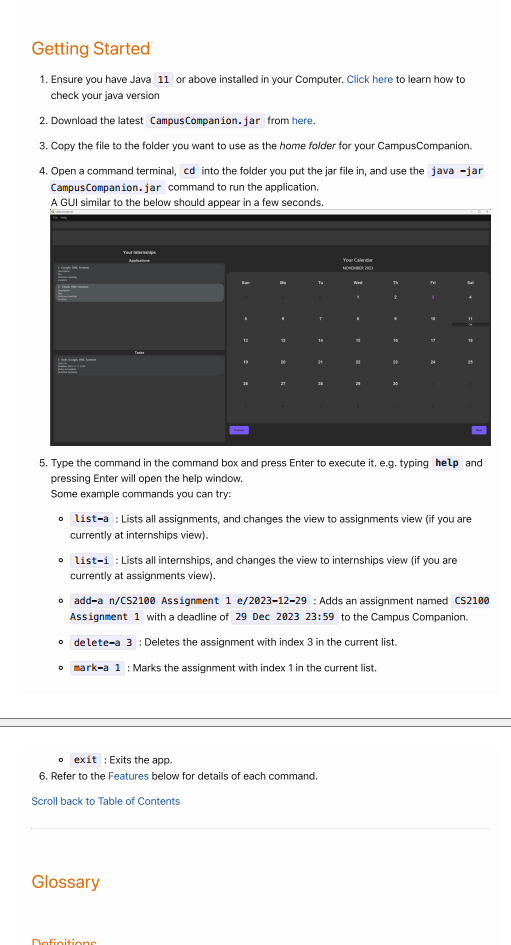 Getting Started
1. Ensure you have Java 11 or above installed in your Computer. Click here to learn how to
check your java version
2. Download the latest CampusCompanion.jar from here.
3. Copy the file to the folder you want to use as the home folder for your CampusCompanion.
4. Open a command terminal, cd into the folder you put the jar file in, and use the java -jar
CampusCompanion.jar command to run the application.
A GUI similar to the below should appear in a few seconds.
Your Internships
Applications
Your Calendar
NOVEMBER 2023
Sun Mo Tu Wed Th Fri Sat
1 2 3 4
5 6 7 8 9 10 11
12 13 14 15 16 17 18
19 20 21 22 23 24 25
26 27 28 29 30
Tasks
5. Type the command in the command box and press Enter to execute it. e.g. typing help and
pressing Enter will open the help window.
Some example commands you can try:
list-a : Lists all assignments, and changes the view to assignments view (if you are
currently at internships view).
list-i : Lists all internships, and changes the view to internships view (if you are
currently at assignments view).
add-a n/CS2100 Assignment 1 e/2023-12-29 : Adds an assignment named CS2100
Assignment 1 with a deadline of 29 Dec 2023 23:59 to the Campus Companion.
delete-a 3 : Deletes the assignment with index 3 in the current list.
mark-a 1 : Marks the assignment with index 1 in the current list.
exit : Exits the app.
6. Refer to the Features below for details of each command.
Scroll back to Table of Contents
Glossary
Definitions